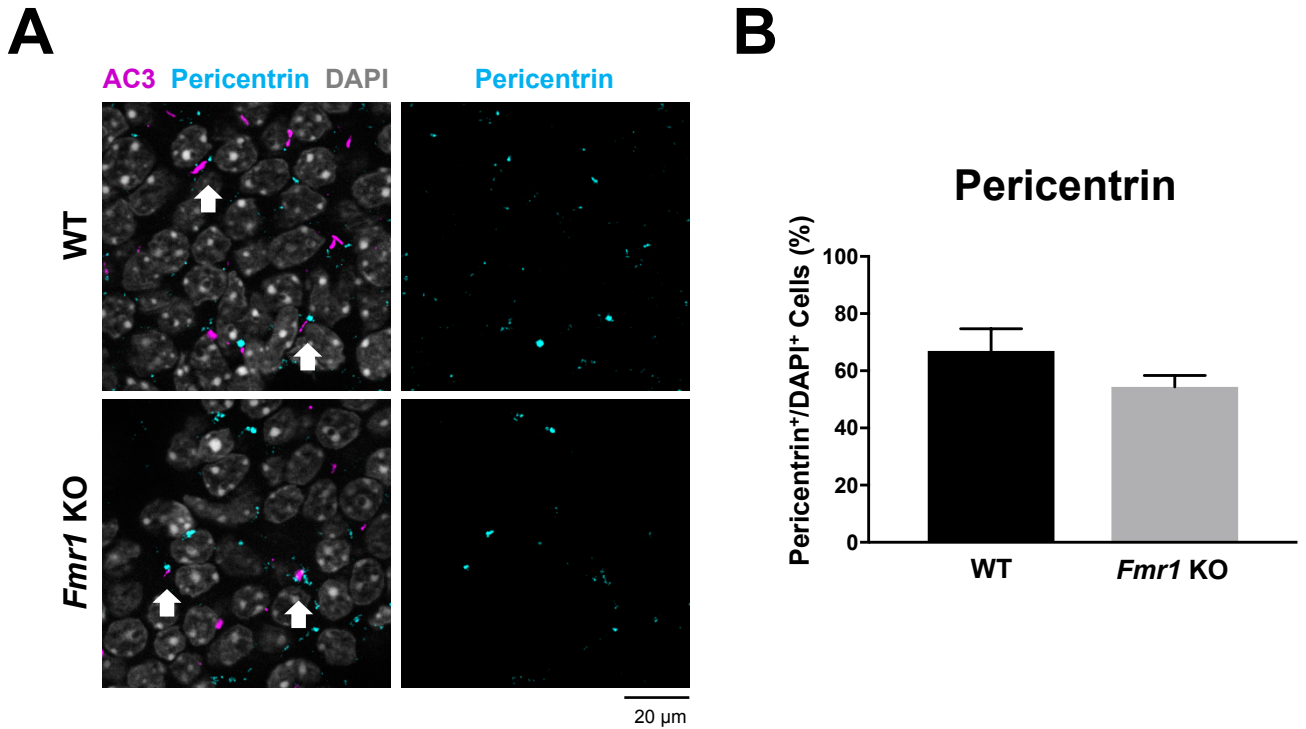 A
AC3 Pericentrin DAPI
Pericentrin
WT
Fmr1 KO
20 µm
B
Pericentrin
Pericentrin⁺/DAPI⁺ Cells (%)
100
80
60
40
20
0
WT
Fmr1 KO